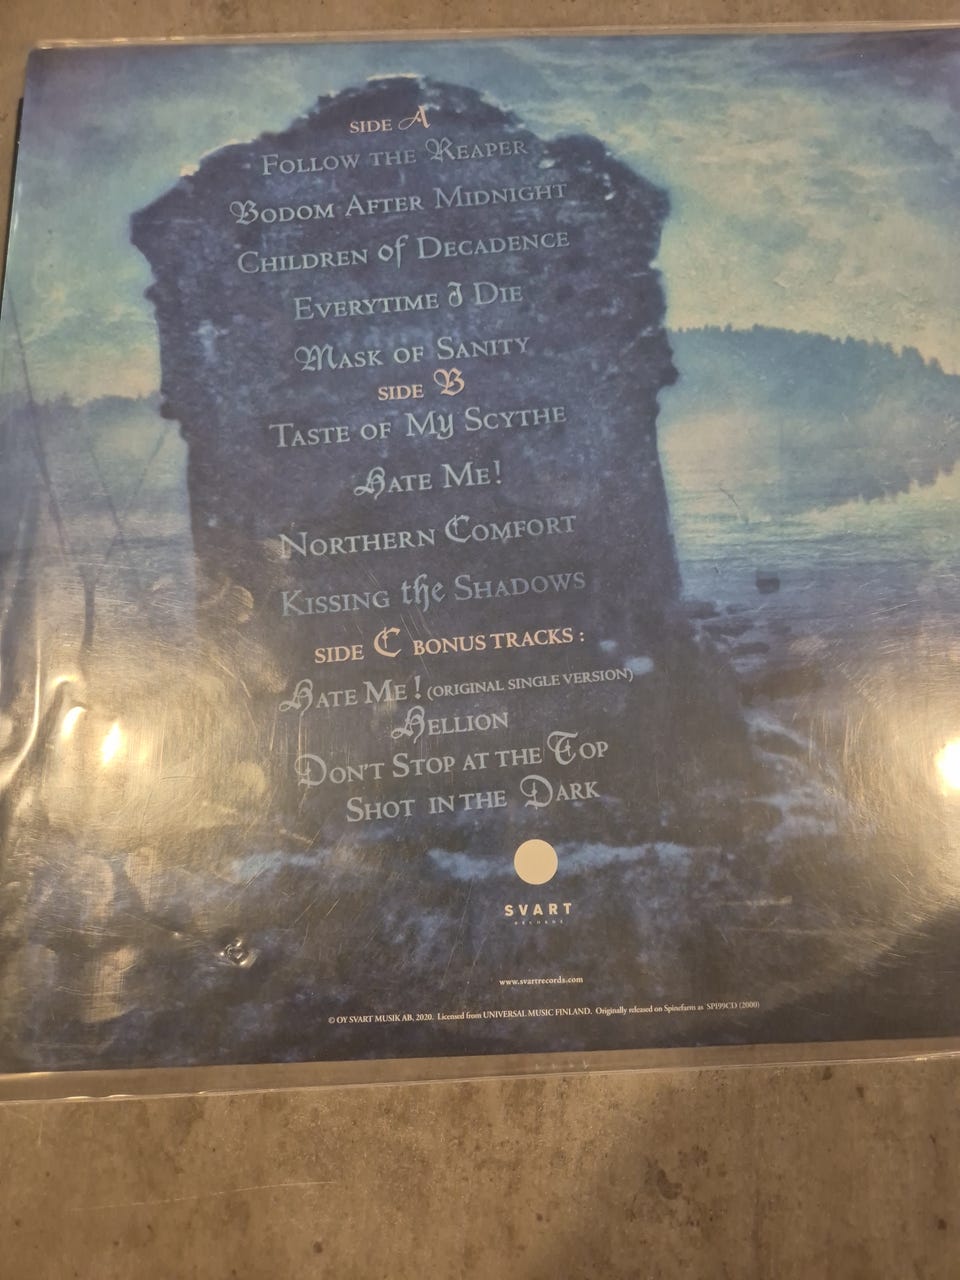 SIDE A
FOLLOW THE REAPER
BODOM AFTER MIDNIGHT
CHILDREN of DECADENCE
EVERYTIME I DIE
MASK OF SANITY
SIDE B
TASTE OF My SCYTHE
HATE ME!
NORTHERN COMFORT
KISSING the SHADOWS
SIDE C BONUS TRACKS :
HATE ME! (ORIGINAL SINGLE VERSION)
HELLION
DON'T STOP AT THE TOP
SHOT IN THE DARK
SVART
RECORDS
www.svartrecords.com
© OY SVART MUSIK AB, 2020. Licensed from UNIVERSAL MUSIC FINLAND. Originally released on Spinefarm as SPI99CD (2000)